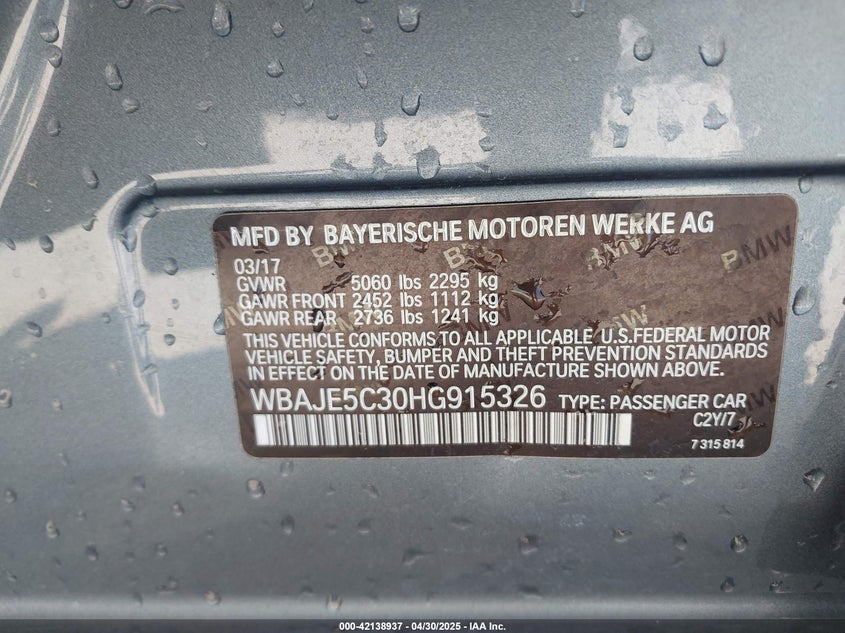 MFD BY BAYERISCHE MOTOREN WERKE AG
03/17
GVWR 5060 lbs 2295 kg
GAWR FRONT 2452 lbs 1112 kg
GAWR REAR 2736 lbs 1241 kg
THIS VEHICLE CONFORMS TO ALL APPLICABLE U.S.FEDERAL MOTOR
VEHICLE SAFETY, BUMPER AND THEFT PREVENTION STANDARDS
IN EFFECT ON THE DATE OF MANUFACTURE SHOWN ABOVE.
WBAJE5C30HG915326 TYPE: PASSENGER CAR
C2Y/7
7 315 814
BMW
000-42138937 - 04/30/2025 - IAA Inc.